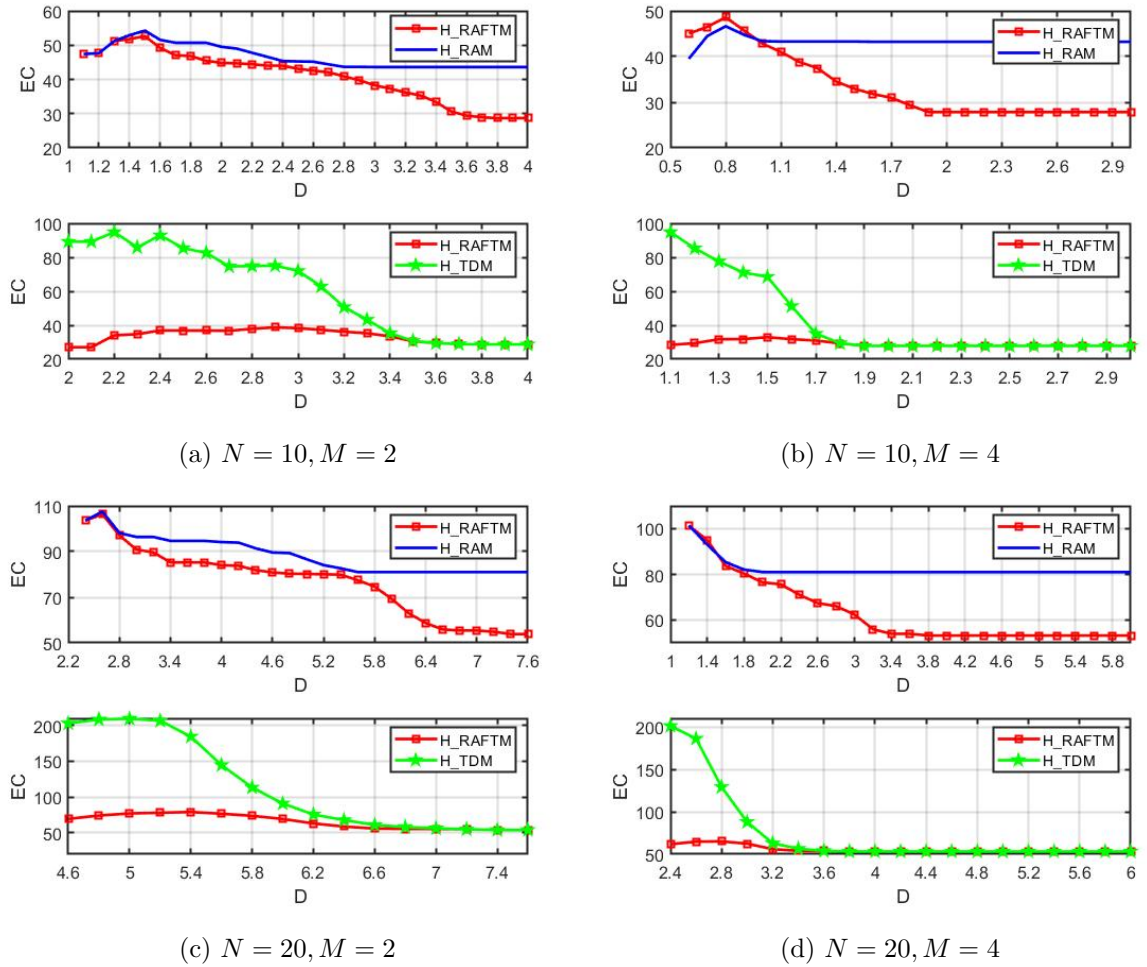 60
50
40
30
20
EC
H_RAFTM
H_RAM
1 1.2 1.4 1.6 1.8 2 2.2 2.4 2.6 2.8 3 3.2 3.4 3.6 3.8 4
D
50
40
30
20
EC
H_RAFTM
H_RAM
0.5 0.8 1.1 1.4 1.7 2 2.3 2.6 2.9
D
100
80
60
40
20
EC
H_RAFTM
H_TDM
2 2.2 2.4 2.6 2.8 3 3.2 3.4 3.6 3.8 4
D
100
80
60
40
20
EC
H_RAFTM
H_TDM
1.1 1.3 1.5 1.7 1.9 2.1 2.3 2.5 2.7 2.9
D
(a) N = 10, M = 2
(b) N = 10, M = 4
110
90
70
50
EC
H_RAFTM
H_RAM
2.2 2.8 3.4 4 4.6 5.2 5.8 6.4 7 7.6
D
100
80
60
EC
H_RAFTM
H_RAM
1 1.4 1.8 2.2 2.6 3 3.4 3.8 4.2 4.6 5 5.4 5.8
D
200
150
100
50
EC
H_RAFTM
H_TDM
4.6 5 5.4 5.8 6.2 6.6 7 7.4
D
200
150
100
50
EC
H_RAFTM
H_TDM
2.4 2.8 3.2 3.6 4 4.4 4.8 5.2 5.6 6
D
(c) N = 20, M = 2
(d) N = 20, M = 4